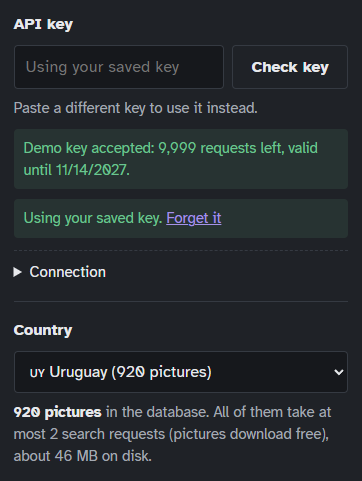 API key
Using your saved key
Check key
Paste a different key to use it instead.
Demo key accepted: 9,999 requests left, valid
until 11/14/2027.
Using your saved key. Forget it
Connection
Country
UY Uruguay (920 pictures)
920 pictures in the database. All of them take at
most 2 search requests (pictures download free),
about 46 MB on disk.